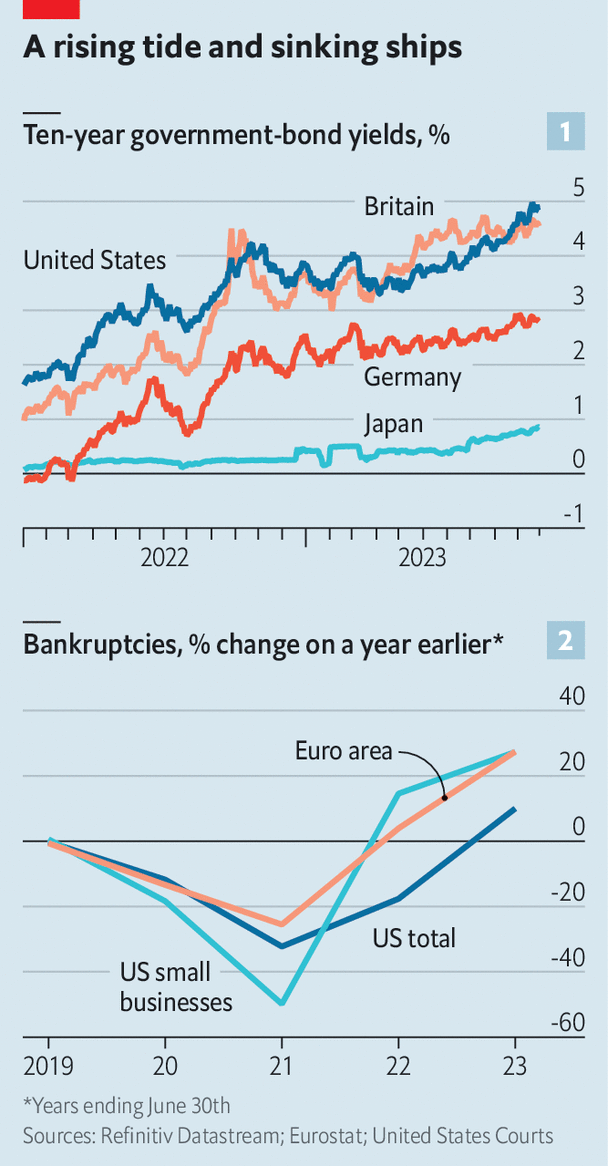 A rising tide and sinking ships
Ten-year government-bond yields, %
1
5
Britain
4
United States
3
2
Germany
1
Japan
0
-1
2022
2023
Bankruptcies, % change on a year earlier*
2
40
Euro area
20
0
-20
US total
-40
US small
businesses
-60
2019
20
21
22
23
*Years ending June 30th
Sources: Refinitiv Datastream; Eurostat; United States Courts